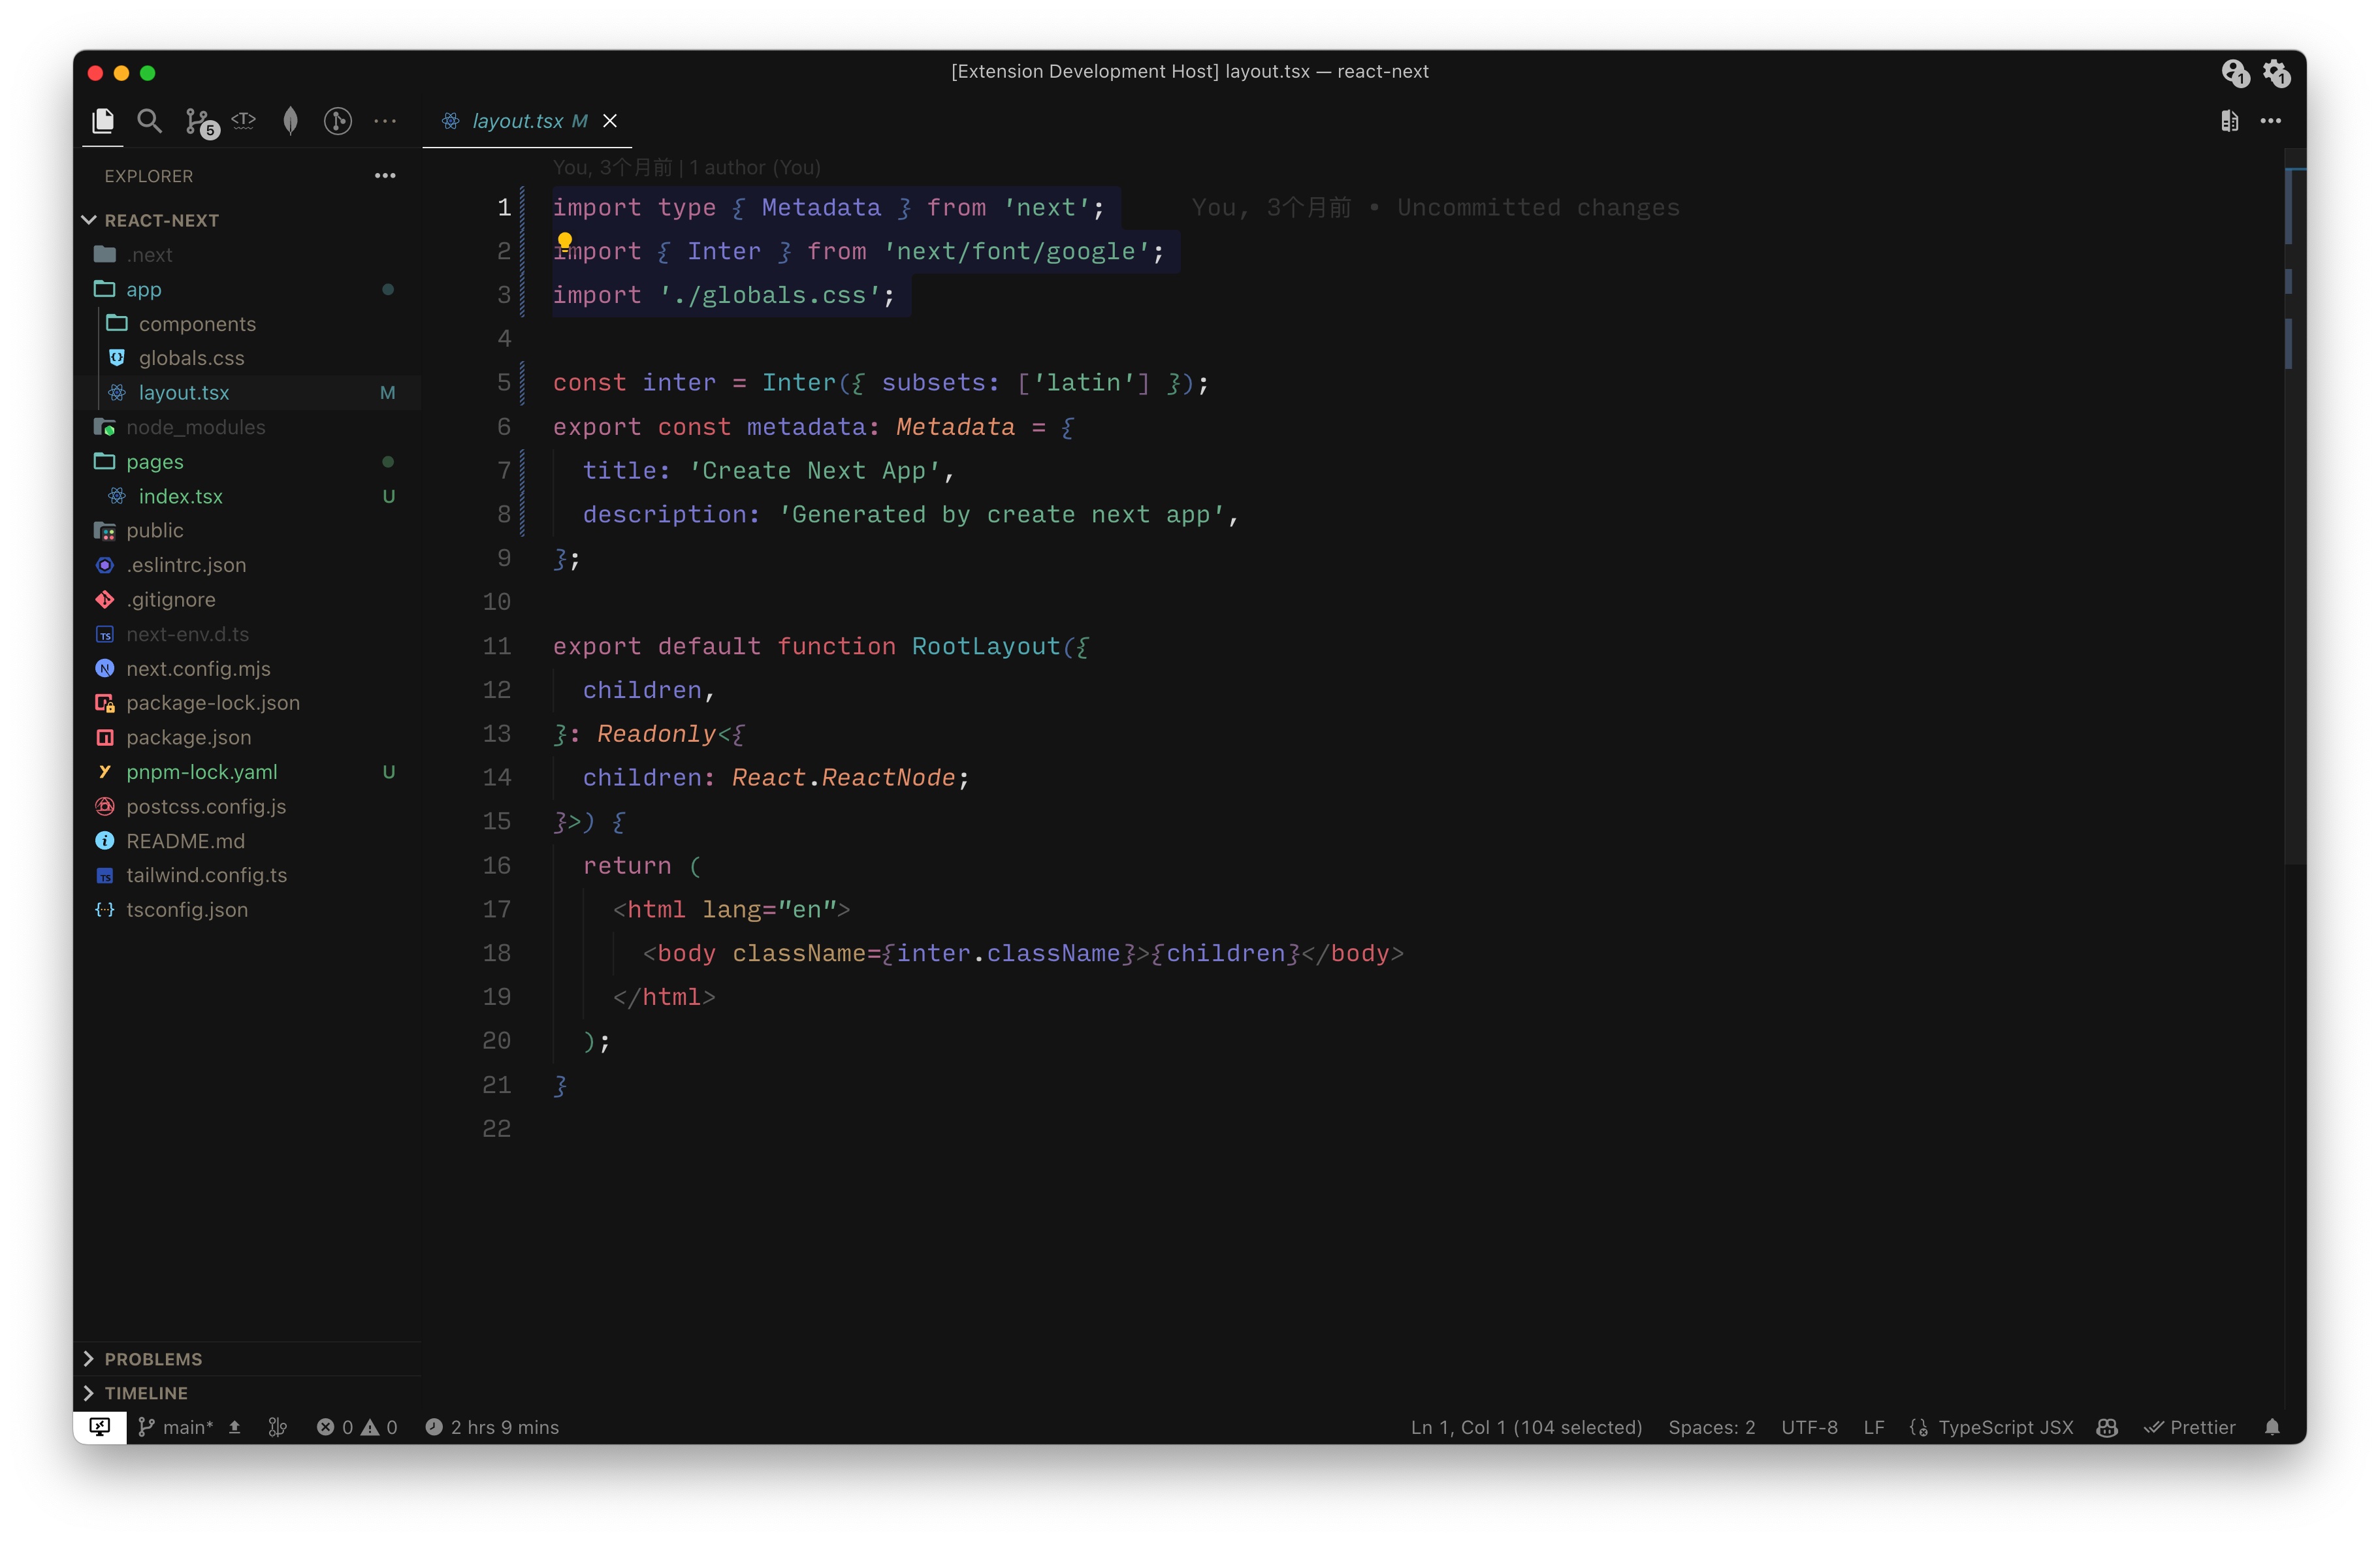 [Extension Development Host] layout.tsx — react-next
1
1
5
<T>
layout.tsx M
EXPLORER
REACT-NEXT
.next
app
components
globals.css
layout.tsx M
node_modules
pages
index.tsx U
public
.eslintrc.json
.gitignore
next-env.d.ts
next.config.mjs
package-lock.json
package.json
pnpm-lock.yaml U
postcss.config.js
README.md
tailwind.config.ts
tsconfig.json
PROBLEMS
TIMELINE
You, 3个月前 | 1 author (You)
1 import type { Metadata } from 'next'; You, 3个月前 • Uncommitted changes
2 import { Inter } from 'next/font/google';
3 import './globals.css';
4
5 const inter = Inter({ subsets: ['latin'] });
6 export const metadata: Metadata = {
7 title: 'Create Next App',
8 description: 'Generated by create next app',
9 };
10
11 export default function RootLayout({
12 children,
13 }: Readonly<{
14 children: React.ReactNode;
15 }>) {
16 return (
17 <html lang="en">
18 <body className={inter.className}>{children}</body>
19 </html>
20 );
21 }
22
main* 0 0 2 hrs 9 mins Ln 1, Col 1 (104 selected) Spaces: 2 UTF-8 LF TypeScript JSX Prettier